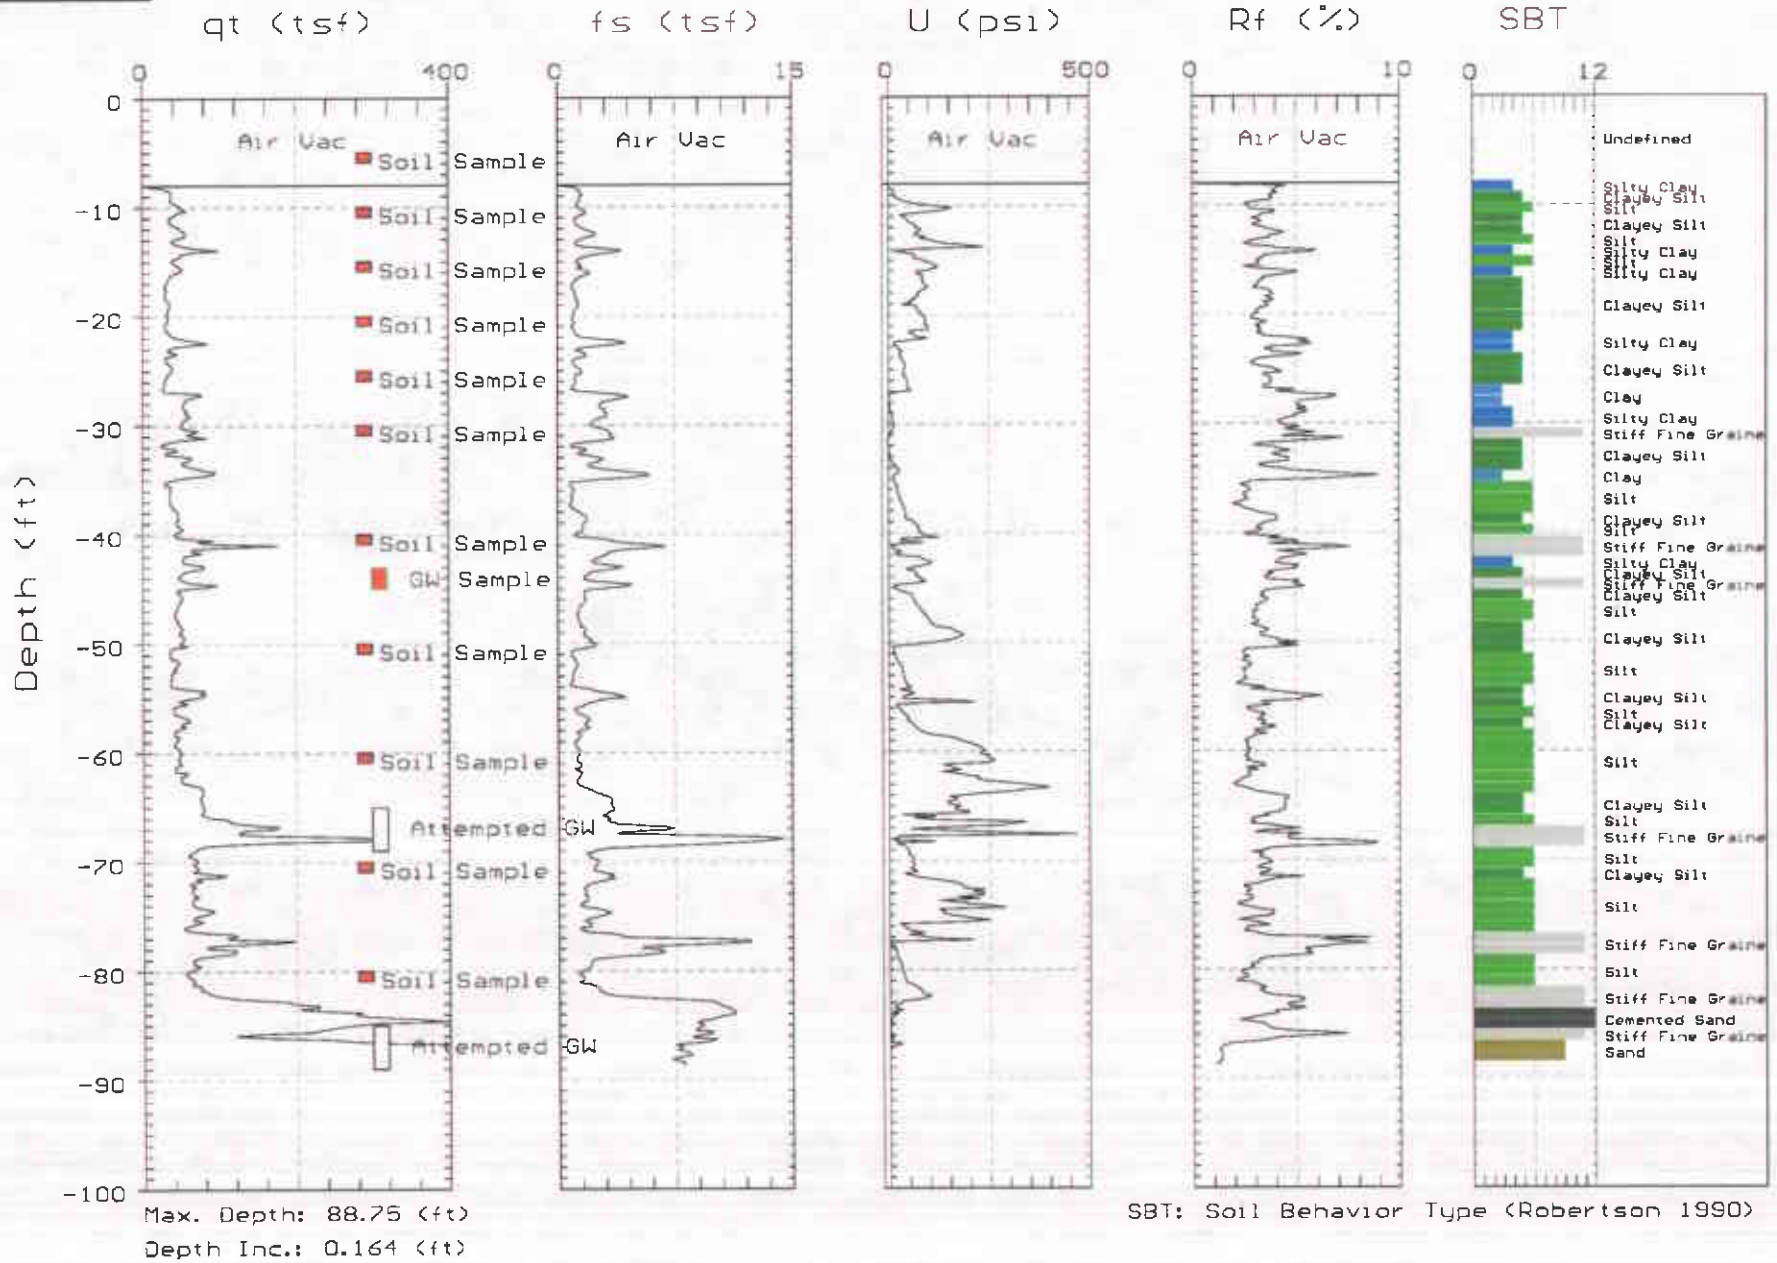 qt (tsf)
fs (tsf)
U (psi)
Rf (%)
SBT
0
400
0
15
0
500
0
10
0
12
Depth (ft)
0
-10
-20
-30
-40
-50
-60
-70
-80
-90
-100
Air Vac
Air Vac
Air Vac
Air Vac
Soil Sample
Soil Sample
Soil Sample
Soil Sample
Soil Sample
Soil Sample
Soil Sample
GW Sample
Soil Sample
Soil Sample
Attempted GW
Soil Sample
Soil Sample
Attempted GW
Undefined
Silty Clay
Clayey Silt
Silt
Clayey Silt
Silt
Silty Clay
Silt
Silty Clay
Clayey Silt
Silty Clay
Clayey Silt
Clay
Silty Clay
Stiff Fine Graine
Clayey Silt
Clay
Silt
Clayey Silt
Silt
Stiff Fine Graine
Silty Clay
Clayey Silt
Stiff Fine Graine
Clayey Silt
Silt
Clayey Silt
Silt
Clayey Silt
Silt
Clayey Silt
Silt
Clayey Silt
Silt
Stiff Fine Graine
Silt
Clayey Silt
Silt
Stiff Fine Graine
Silt
Stiff Fine Graine
Cemented Sand
Stiff Fine Graine
Sand
Max. Depth: 88.75 (ft)
Depth Inc.: 0.164 (ft)
SBT: Soil Behavior Type (Robertson 1990)